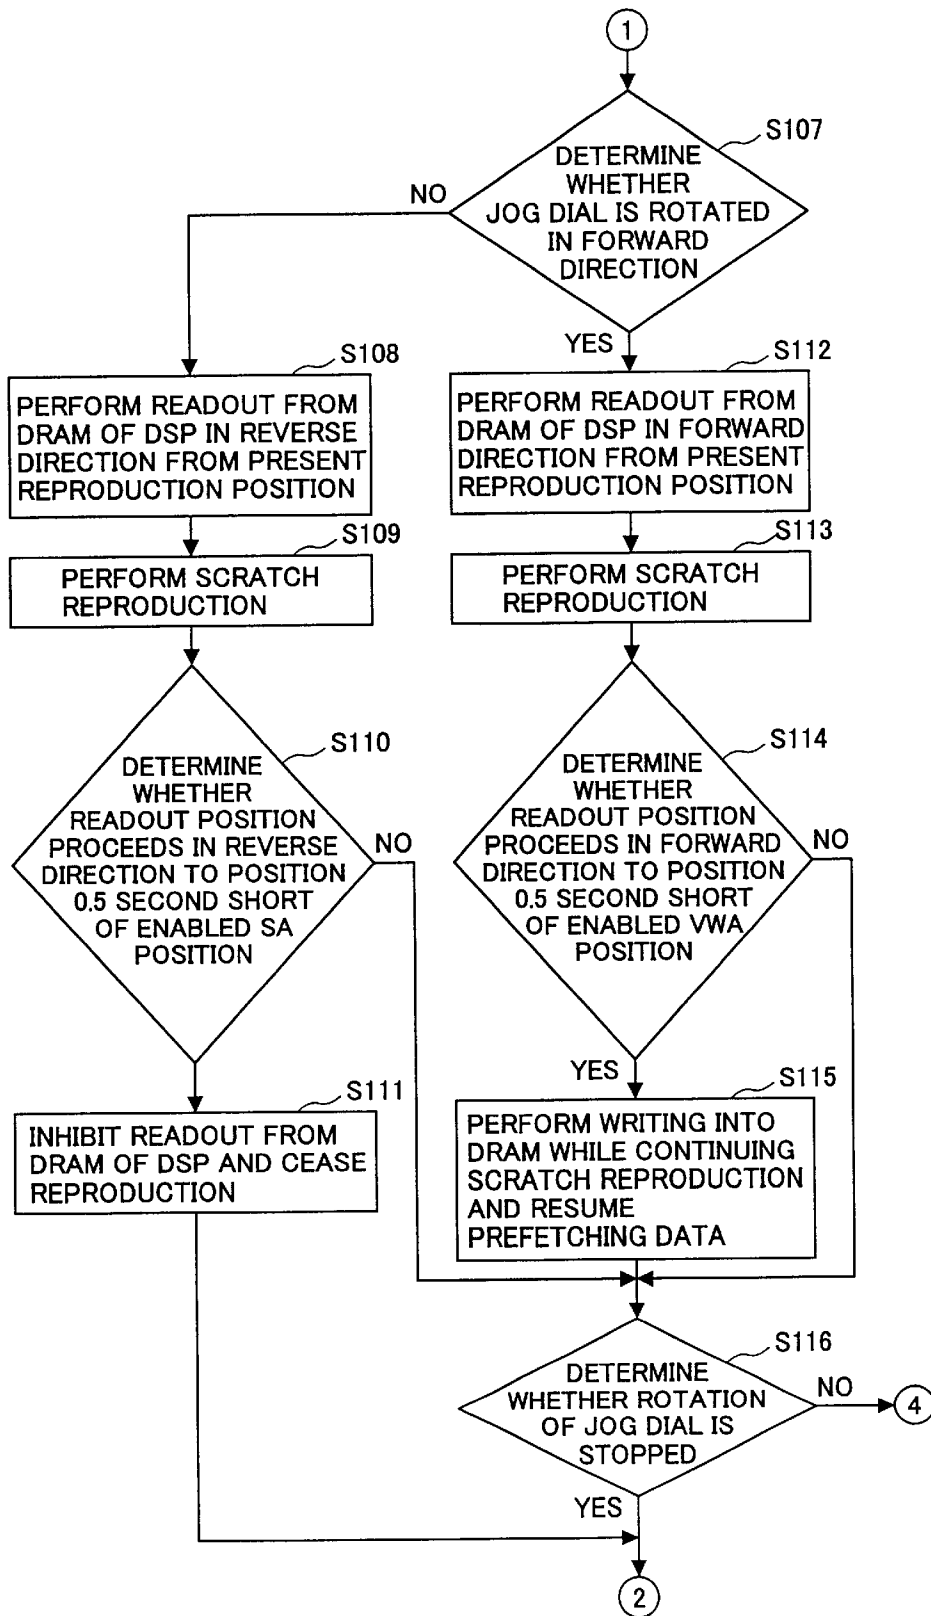 1
S107
DETERMINE
WHETHER
JOG DIAL IS ROTATED
IN FORWARD
DIRECTION
NO
YES
S108
PERFORM READOUT FROM
DRAM OF DSP IN REVERSE
DIRECTION FROM PRESENT
REPRODUCTION POSITION
S112
PERFORM READOUT FROM
DRAM OF DSP IN FORWARD
DIRECTION FROM PRESENT
REPRODUCTION POSITION
S109
PERFORM SCRATCH
REPRODUCTION
S113
PERFORM SCRATCH
REPRODUCTION
S110
DETERMINE
WHETHER
READOUT POSITION
PROCEEDS IN REVERSE
DIRECTION TO POSITION
0.5 SECOND SHORT
OF ENABLED SA
POSITION
NO
S114
DETERMINE
WHETHER
READOUT POSITION
PROCEEDS IN FORWARD
DIRECTION TO POSITION
0.5 SECOND SHORT
OF ENABLED VWA
POSITION
NO
YES
S111
INHIBIT READOUT FROM
DRAM OF DSP AND CEASE
REPRODUCTION
S115
PERFORM WRITING INTO
DRAM WHILE CONTINUING
SCRATCH REPRODUCTION
AND RESUME
PREFETCHING DATA
S116
DETERMINE
WHETHER ROTATION
OF JOG DIAL IS
STOPPED
NO
4
YES
2